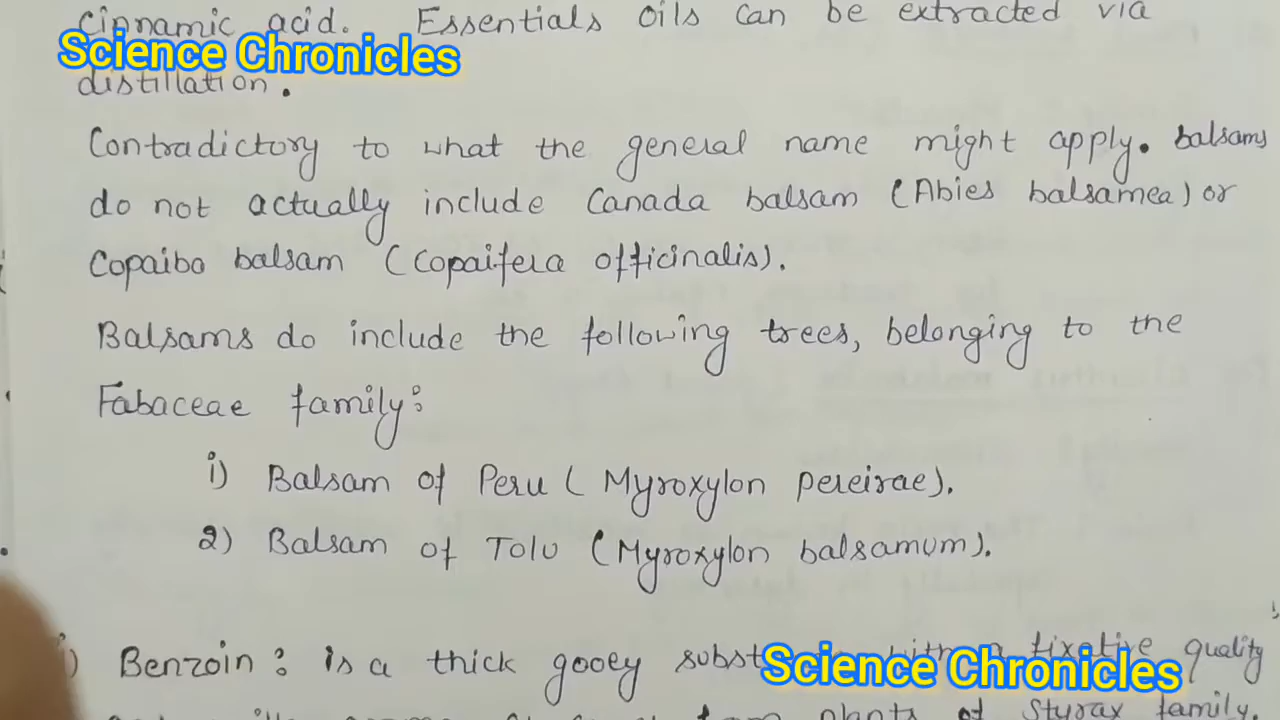 cinnamic acid. Essentials oils can be extracted via
Science Chronicles
distillation.
Contradictory to what the general name might apply. balsams
do not actually include Canada balsam (Abies balsamea) or
Copaiba balsam (Copaifera officinalis).
Balsams do include the following trees, belonging to the
Fabaceae family:
i) Balsam of Peru (Myroxylon pereirae).
2) Balsam of Tolu (Myroxylon balsamum).
) Benzoin: is a thick gooey fixative quality
Science Chronicles
from plants of Styrax family.